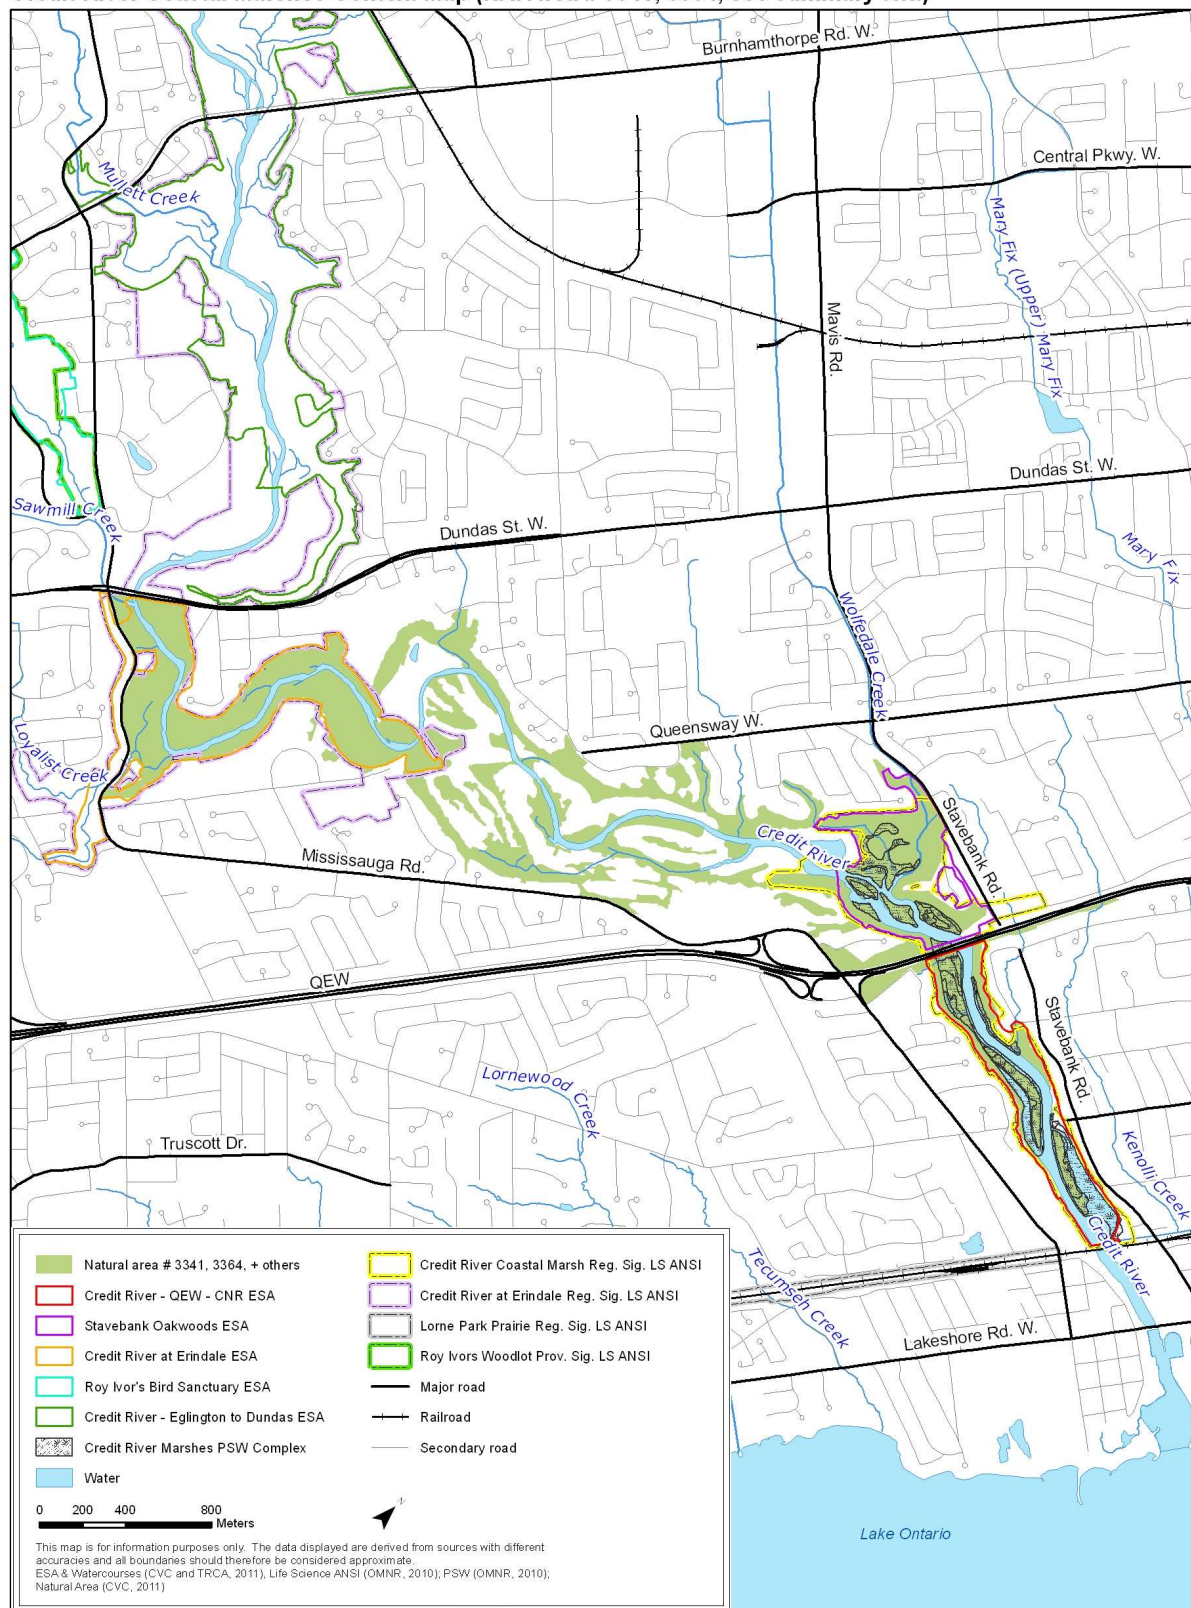 Burnhamthorpe Rd. W.
Central Pkwy. W.
Mullett Creek
Mary Fix (Upper)
Mary Fix
Mavis Rd.
Dundas St. W.
Sawmill Creek
Dundas St. W.
Mary Fix
Wolfedale Creek
Queensway W.
Loyalist Creek
Stavebank Rd.
Credit River
Mississauga Rd.
QEW
Stavebank Rd.
Lornewood Creek
Truscott Dr.
Kenolli Creek
Credit River
Tecumseh Creek
Lakeshore Rd. W.
Lake Ontario
Natural area # 3341, 3364, + others
Credit River - QEW - CNR ESA
Stavebank Oakwoods ESA
Credit River at Erindale ESA
Roy Ivor's Bird Sanctuary ESA
Credit River - Eglington to Dundas ESA
Credit River Marshes PSW Complex
Water
Credit River Coastal Marsh Reg. Sig. LS ANSI
Credit River at Erindale Reg. Sig. LS ANSI
Lorne Park Prairie Reg. Sig. LS ANSI
Roy Ivors Woodlot Prov. Sig. LS ANSI
Major road
Railroad
Secondary road
0 200 400 800
Meters
N
This map is for information purposes only. The data displayed are derived from sources with different
accuracies and all boundaries should therefore be considered approximate.
ESA & Watercourses (CVC and TRCA, 2011), Life Science ANSI (OMNR, 2010); PSW (OMNR, 2010);
Natural Area (CVC, 2011)